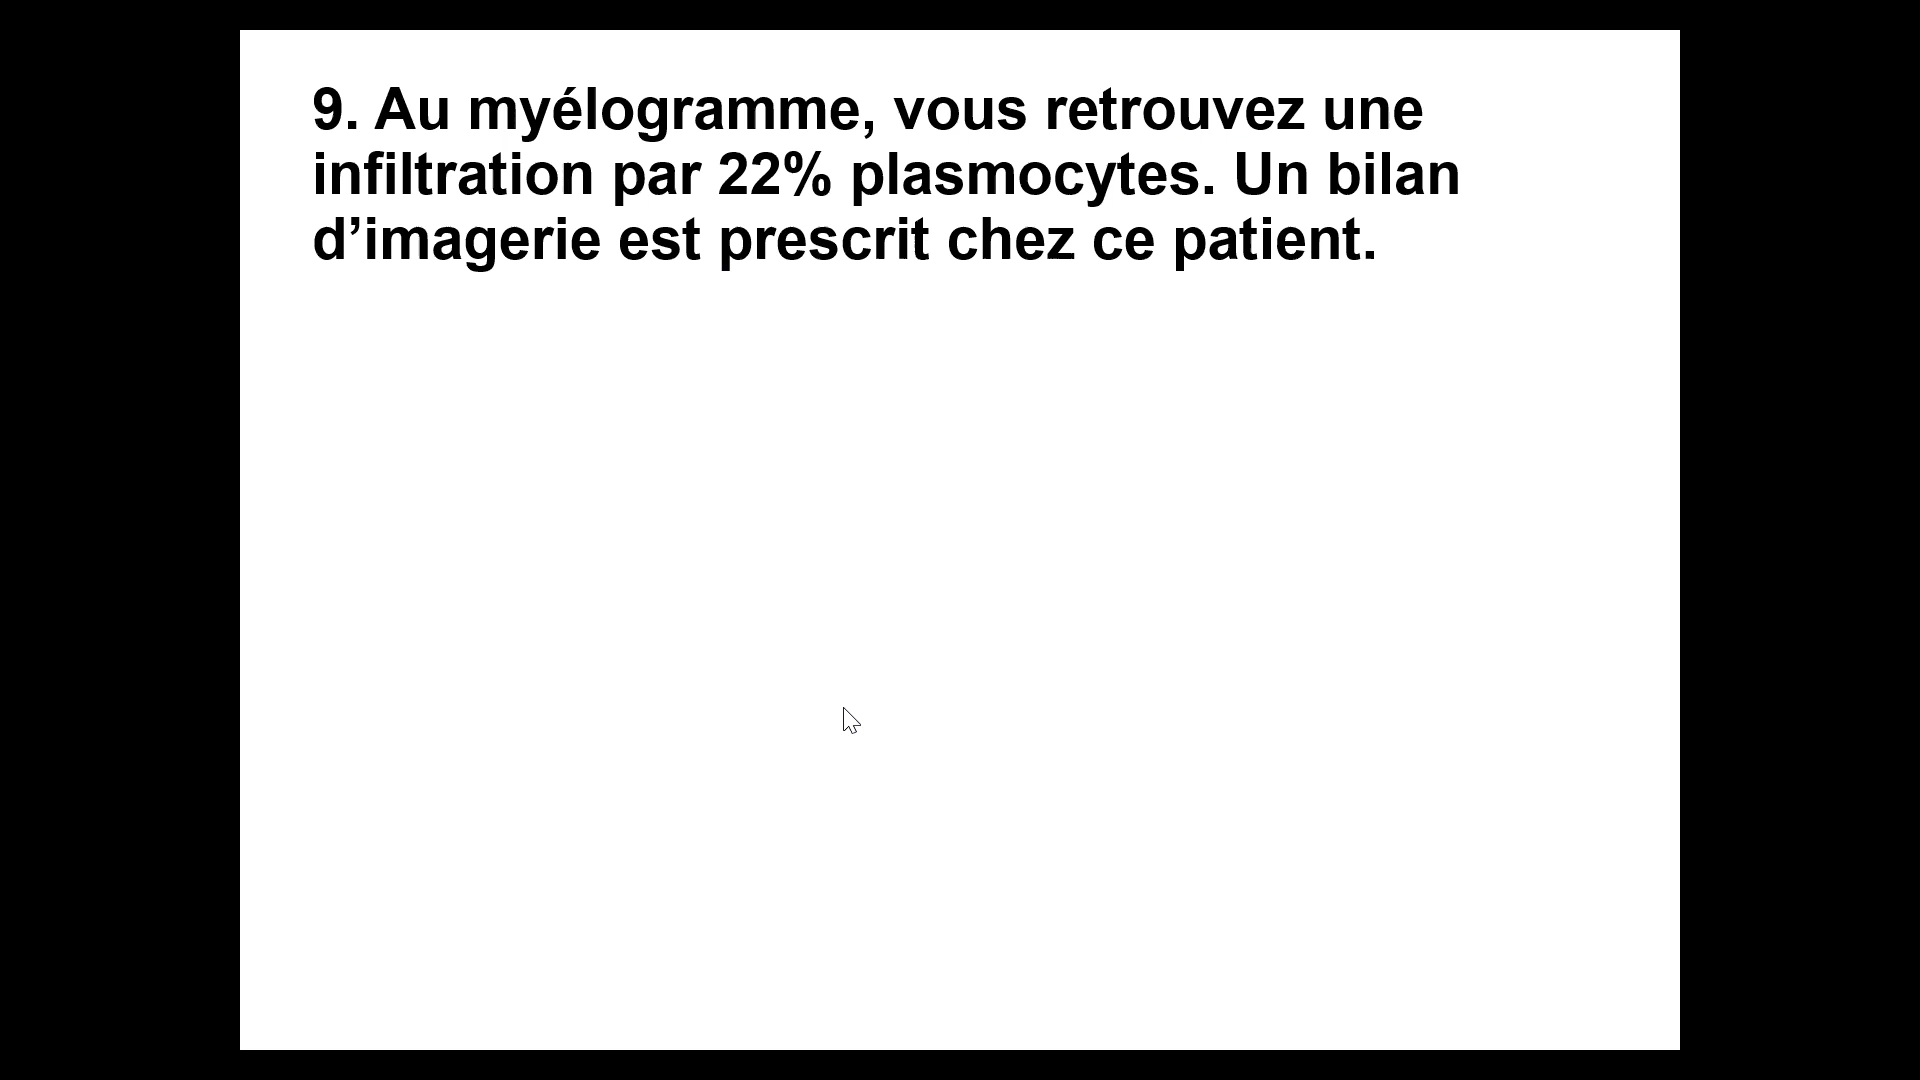 9. Au myélogramme, vous retrouvez une
infiltration par 22% plasmocytes. Un bilan
d’imagerie est prescrit chez ce patient.